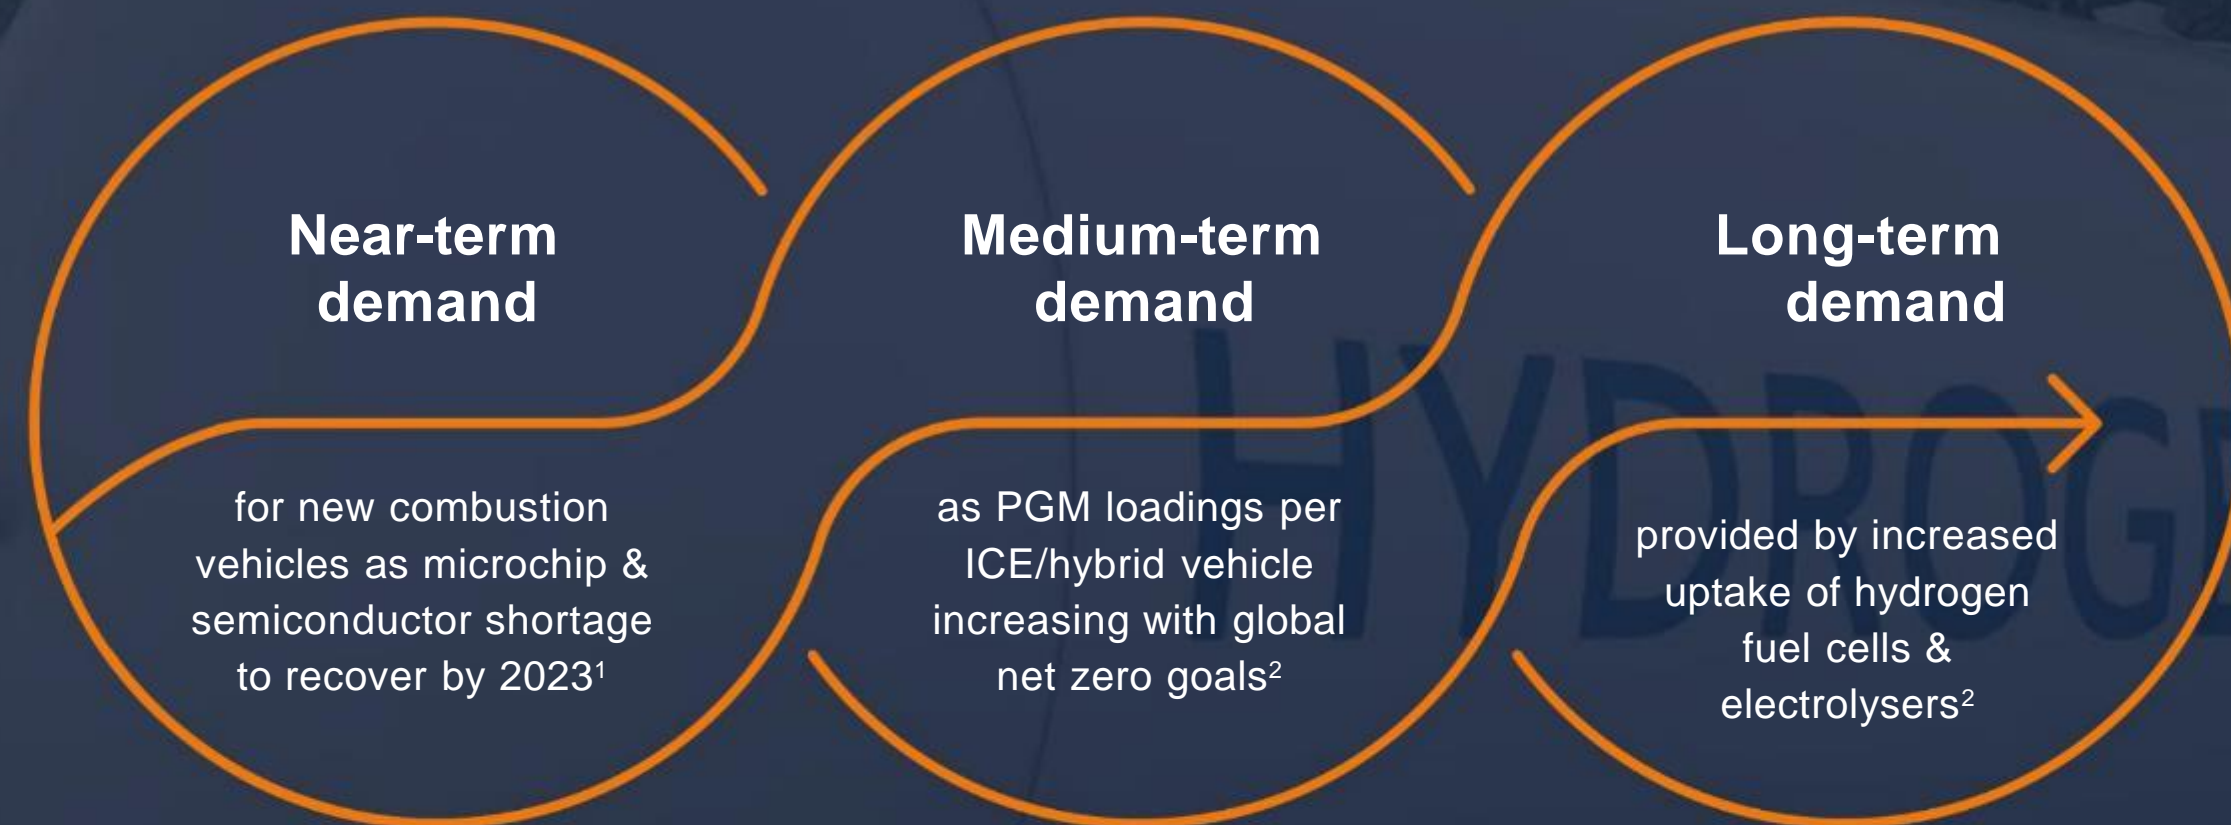 Near-term
demand
for new combustion
vehicles as microchip &
semiconductor shortage
to recover by 2023¹
Medium-term
demand
as PGM loadings per
ICE/hybrid vehicle
increasing with global
net zero goals²
Long-term
demand
provided by increased
uptake of hydrogen
fuel cells &
electrolysers²